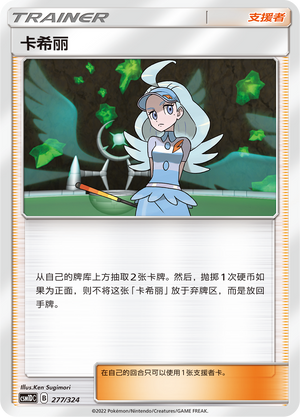 TRAINER
支援者
卡希丽
从自己的牌库上方抽取2张卡牌。然后，抛掷1次硬币如
果为正面，则不将这张「卡希丽」放于弃牌区，而是放回
手牌。
Illus.Ken Sugimori
在自己的回合只可以使用1张支援者卡。
CSM1DC B 277/324
©2022 Pokémon/Nintendo/Creatures/GAME FREAK.